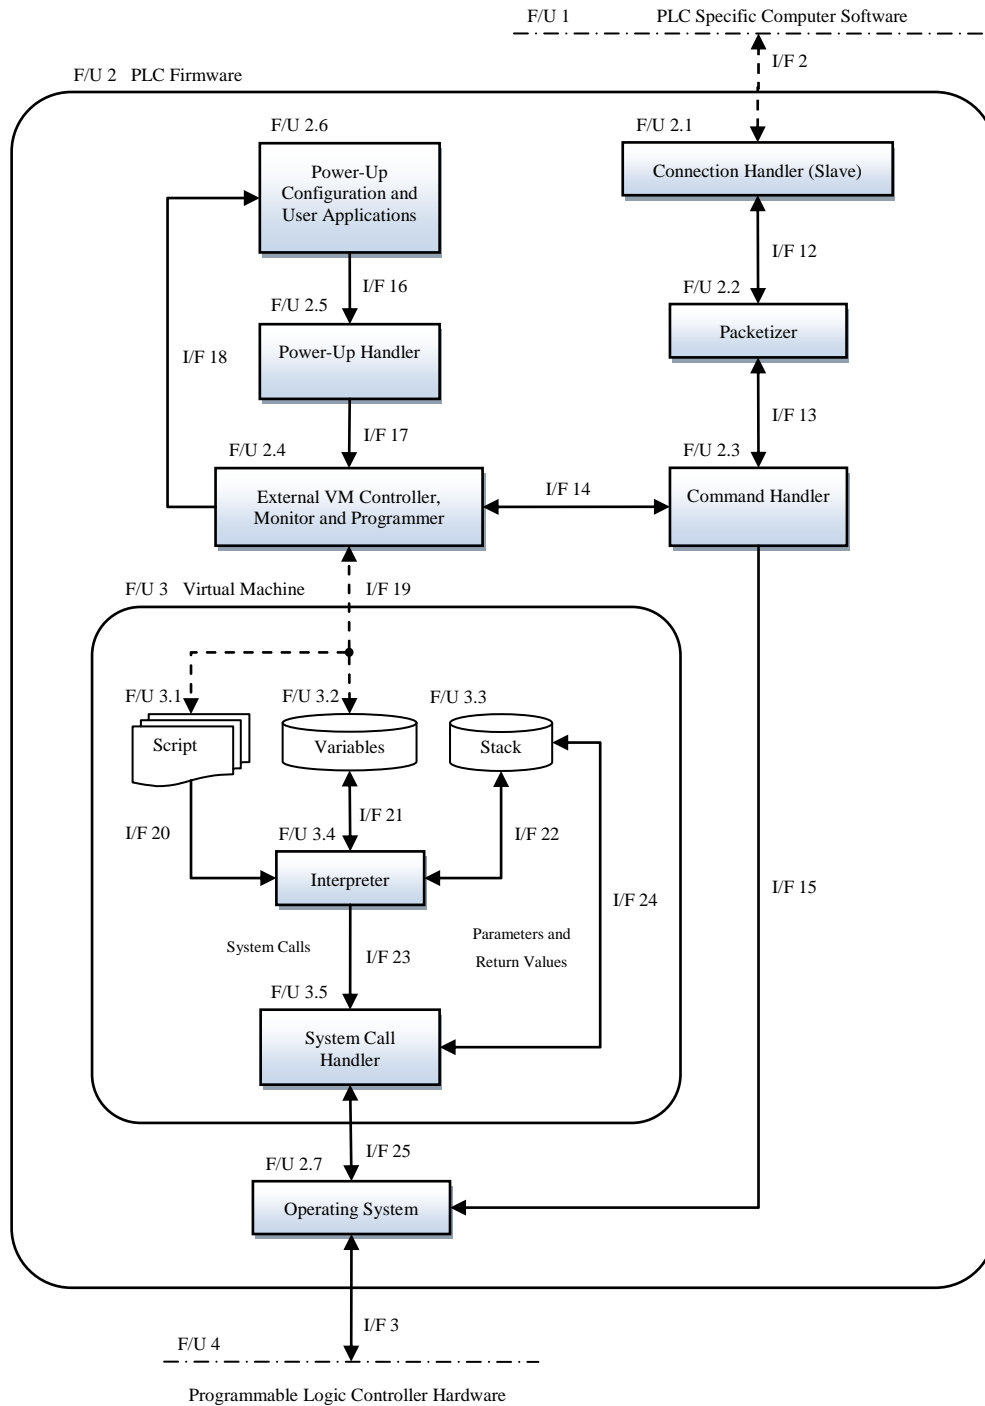 F/U 1 PLC Specific Computer Software
I/F 2
F/U 2 PLC Firmware
F/U 2.6
F/U 2.1
Power-Up
Configuration and
User Applications
Connection Handler (Slave)
I/F 12
I/F 16
F/U 2.2
F/U 2.5
Packetizer
Power-Up Handler
I/F 18
I/F 13
I/F 17
F/U 2.4
F/U 2.3
External VM Controller,
Monitor and Programmer
I/F 14
Command Handler
F/U 3 Virtual Machine
I/F 19
F/U 3.1
F/U 3.2
F/U 3.3
Script
Variables
Stack
I/F 20
I/F 21
I/F 22
F/U 3.4
Interpreter
I/F 15
I/F 24
System Calls
I/F 23
Parameters and
Return Values
F/U 3.5
System Call
Handler
I/F 25
F/U 2.7
Operating System
I/F 3
F/U 4
Programmable Logic Controller Hardware